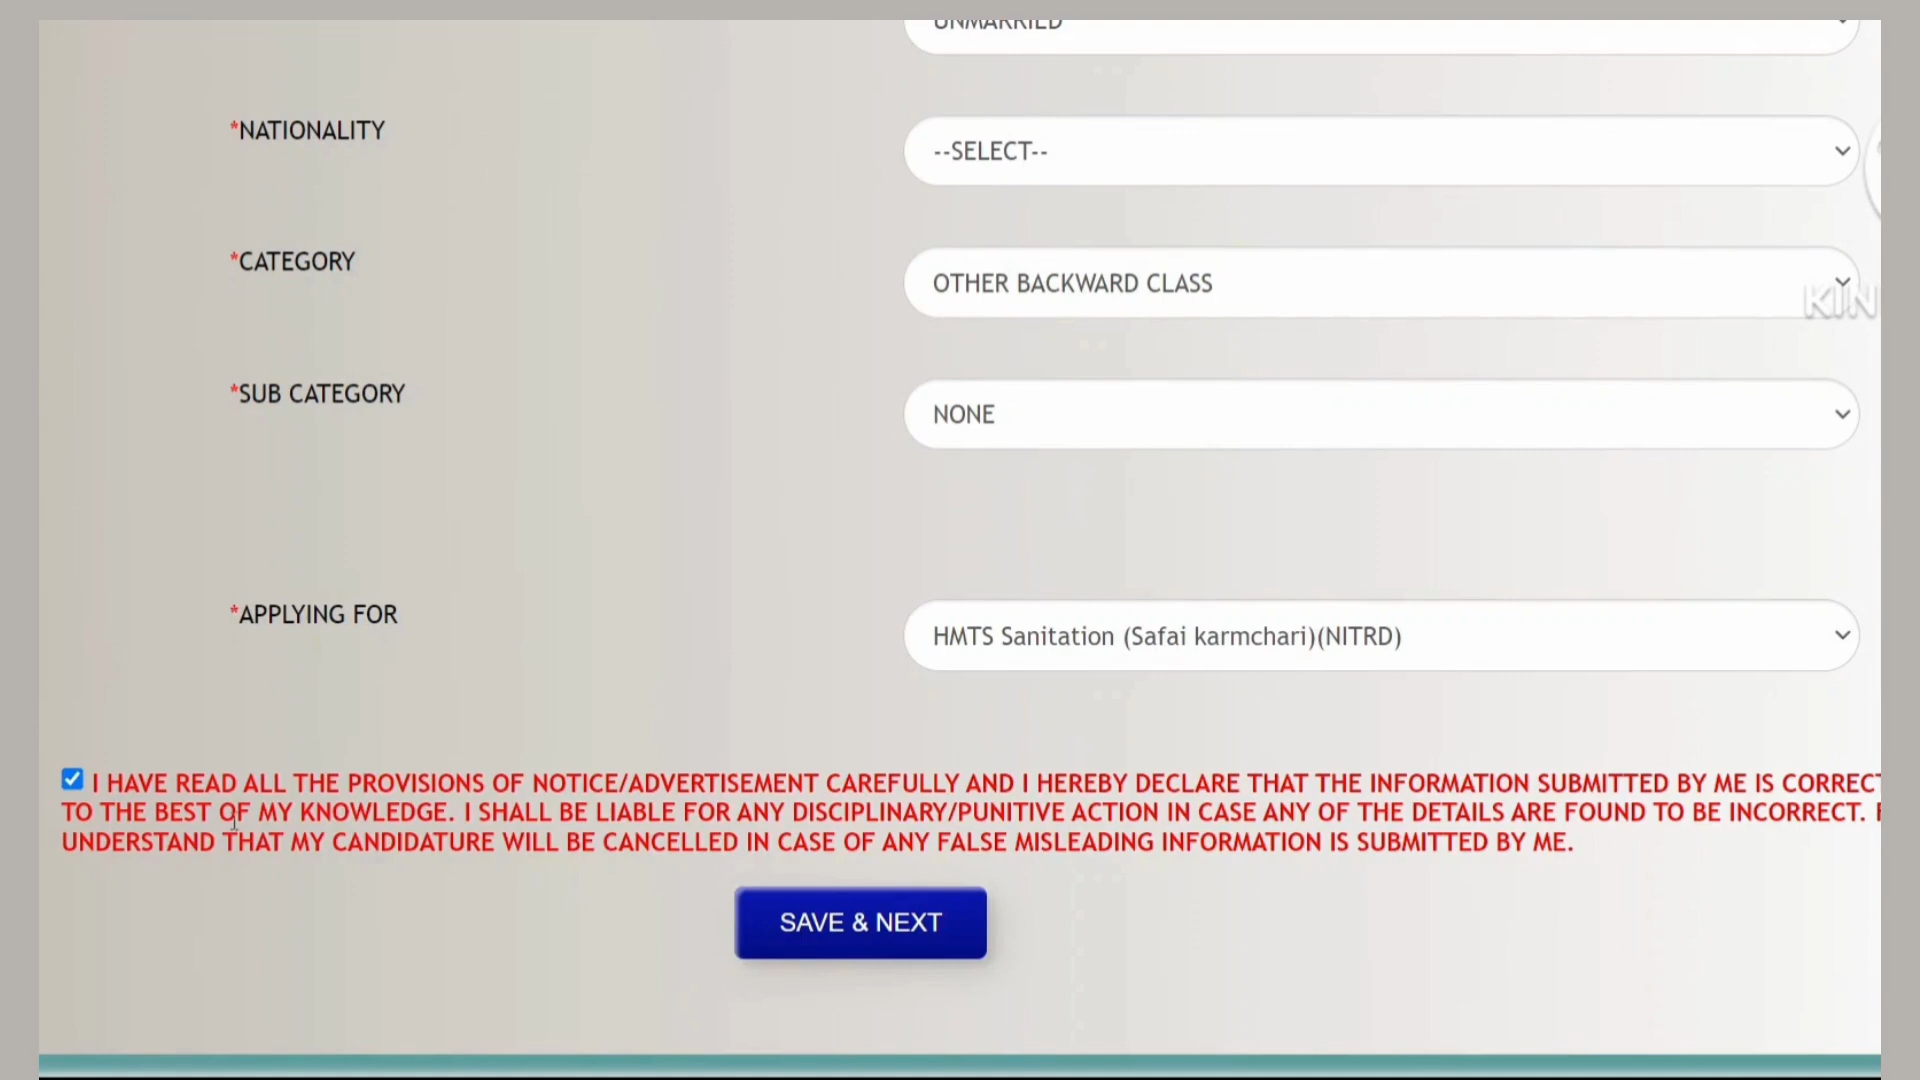 UNMARRIED
*NATIONALITY
--SELECT--
*CATEGORY
OTHER BACKWARD CLASS
KIN
*SUB CATEGORY
NONE
*APPLYING FOR
HMTS Sanitation (Safai karmchari)(NITRD)
I HAVE READ ALL THE PROVISIONS OF NOTICE/ADVERTISEMENT CAREFULLY AND I HEREBY DECLARE THAT THE INFORMATION SUBMITTED BY ME IS CORRECT
TO THE BEST OF MY KNOWLEDGE. I SHALL BE LIABLE FOR ANY DISCIPLINARY/PUNITIVE ACTION IN CASE ANY OF THE DETAILS ARE FOUND TO BE INCORRECT.
UNDERSTAND THAT MY CANDIDATURE WILL BE CANCELLED IN CASE OF ANY FALSE MISLEADING INFORMATION IS SUBMITTED BY ME.
SAVE & NEXT